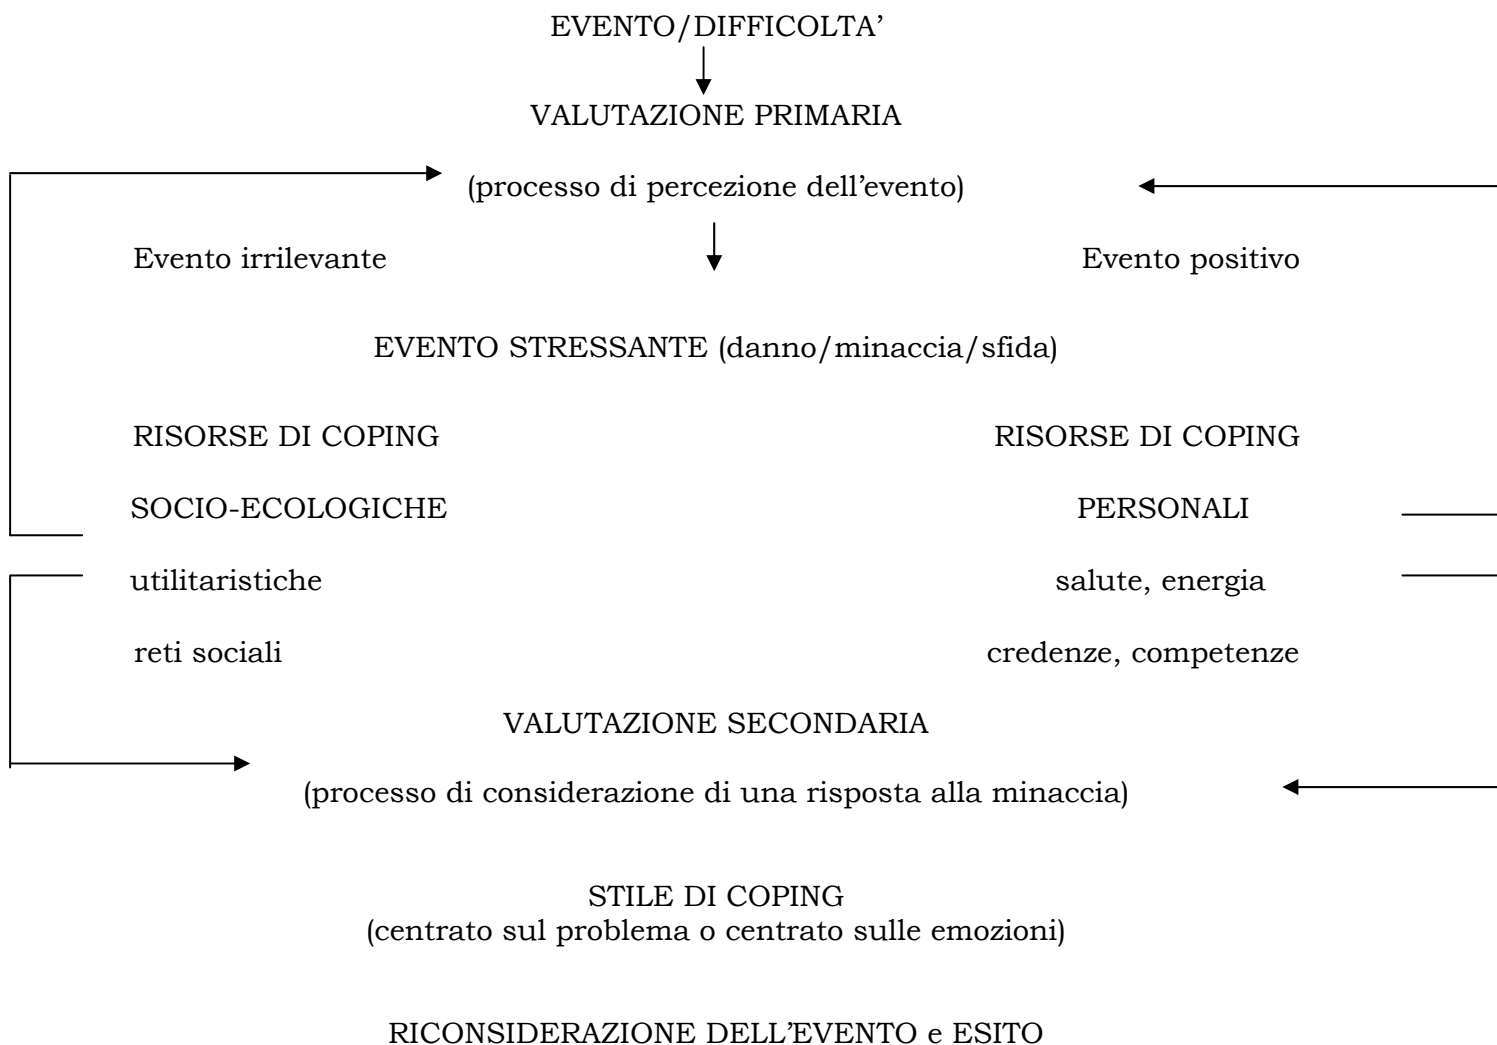 EVENTO/DIFFICOLTA’
VALUTAZIONE PRIMARIA
(processo di percezione dell’evento)
Evento irrilevante
Evento positivo
EVENTO STRESSANTE (danno/minaccia/sfida)
RISORSE DI COPING
RISORSE DI COPING
SOCIO-ECOLOGICHE
PERSONALI
utilitaristiche
salute, energia
reti sociali
credenze, competenze
VALUTAZIONE SECONDARIA
(processo di considerazione di una risposta alla minaccia)
STILE DI COPING
(centrato sul problema o centrato sulle emozioni)
RICONSIDERAZIONE DELL’EVENTO e ESITO